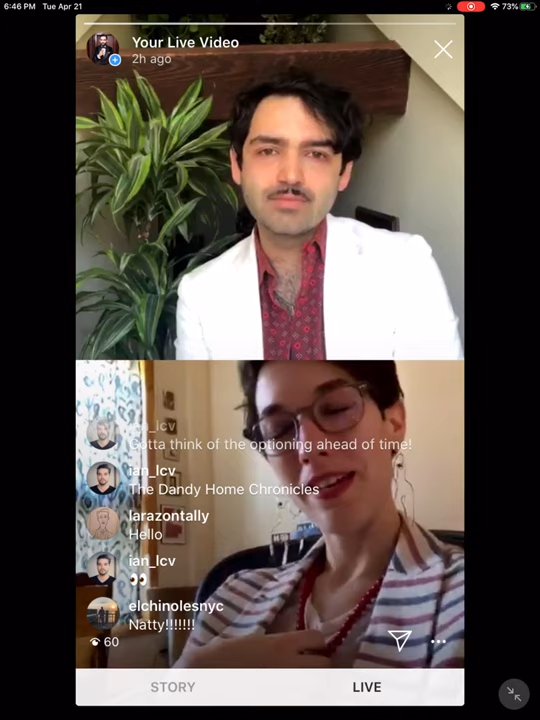 6:46 PM Tue Apr 21
73%
Your Live Video
2h ago
ian_lcv
Gotta think of the optioning ahead of time!
ian_lcv
The Dandy Home Chronicles
larazontally
Hello
ian_lcv
👀
elchinolesnyc
Natty!!!!!!!
60
STORY
LIVE